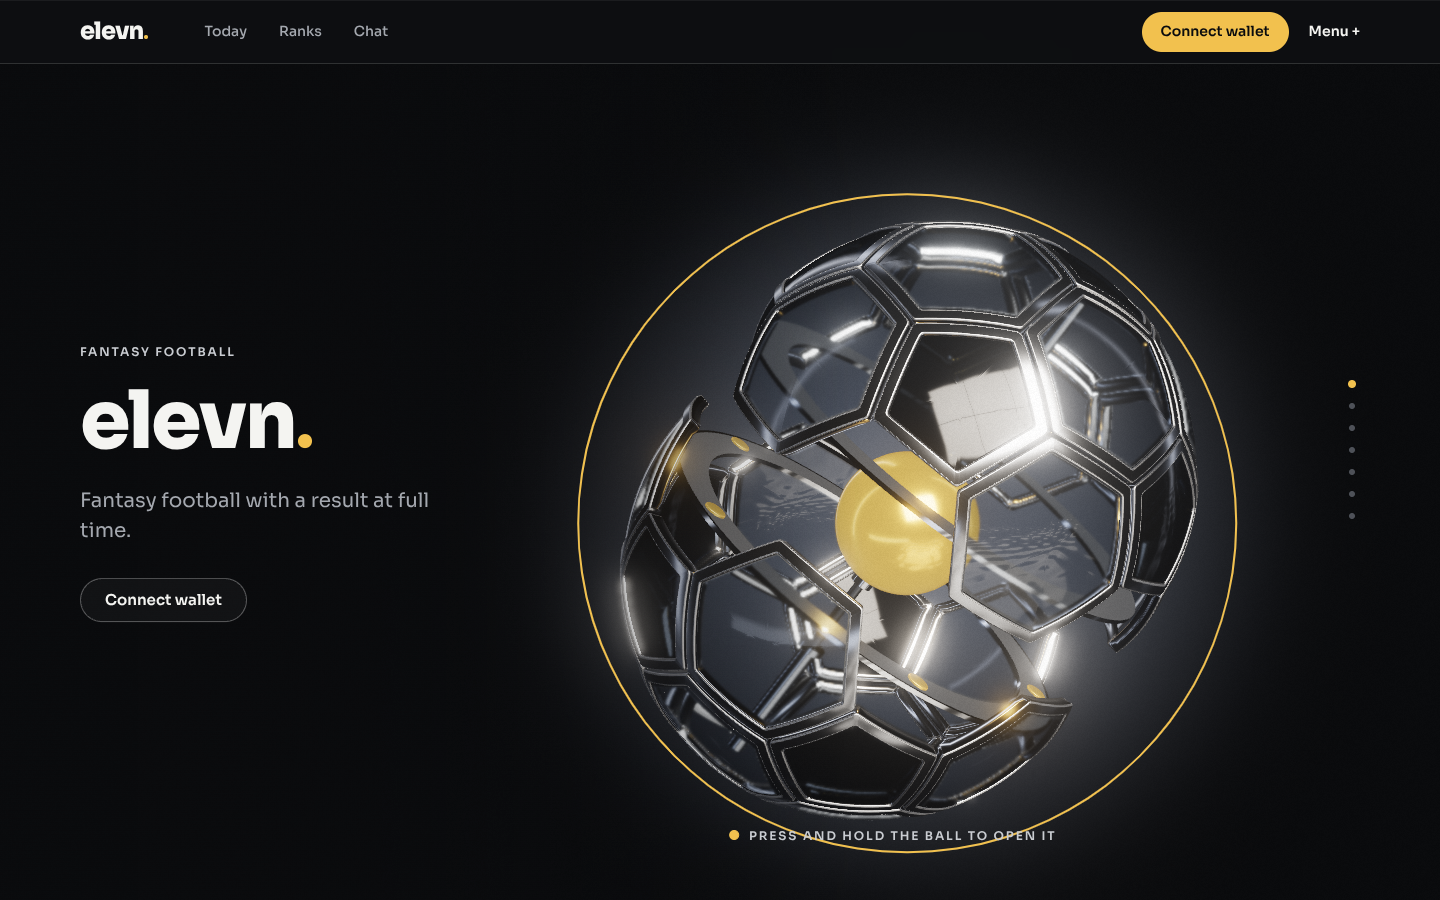 elevn.
Today
Ranks
Chat
Connect wallet
Menu +
FANTASY FOOTBALL
elevn.
Fantasy football with a result at full
time.
Connect wallet
PRESS AND HOLD THE BALL TO OPEN IT